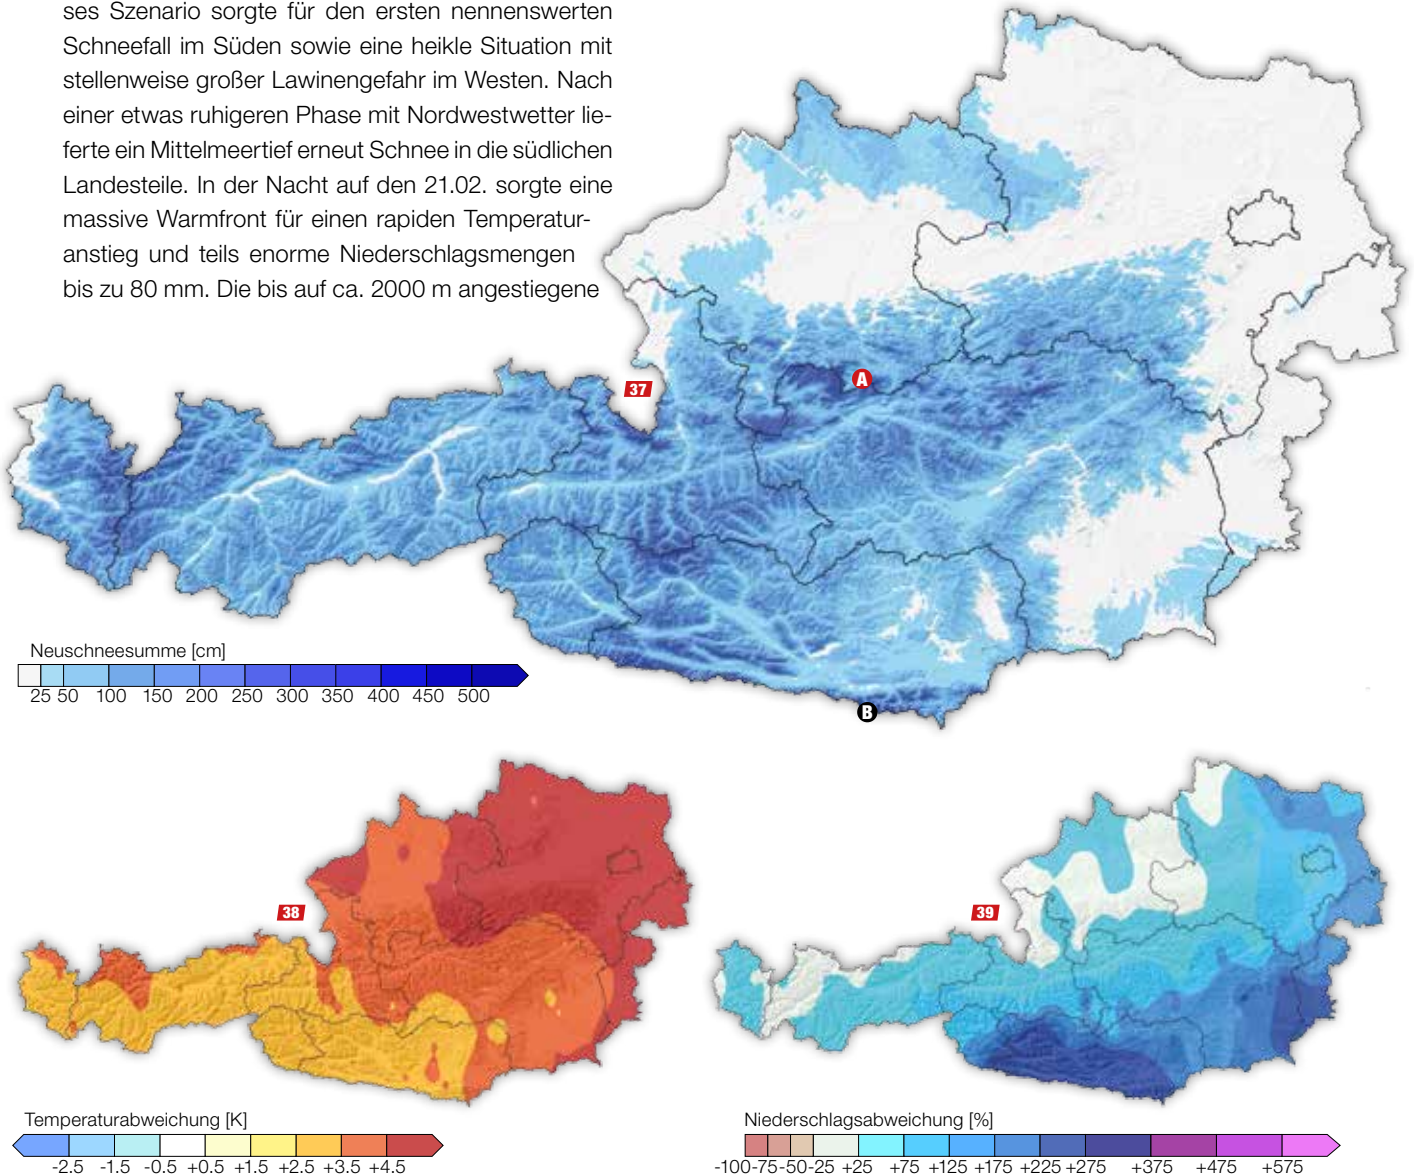 ses Szenario sorgte für den ersten nennenswerten
Schneefall im Süden sowie eine heikle Situation mit
stellenweise großer Lawinengefahr im Westen. Nach
einer etwas ruhigeren Phase mit Nordwestwetter lie-
ferte ein Mittelmeertief erneut Schnee in die südlichen
Landesteile. In der Nacht auf den 21.02. sorgte eine
massive Warmfront für einen rapiden Temperatur-
anstieg und teils enorme Niederschlagsmengen
bis zu 80 mm. Die bis auf ca. 2000 m angestiegene
37
A
Neuschneesumme [cm]
25 50 100 150 200 250 300 350 400 450 500
B
38
39
Temperaturabweichung [K]
-2.5 -1.5 -0.5 +0.5 +1.5 +2.5 +3.5 +4.5
Niederschlagsabweichung [%]
-100-75-50-25 +25 +75 +125 +175 +225 +275 +375 +475 +575